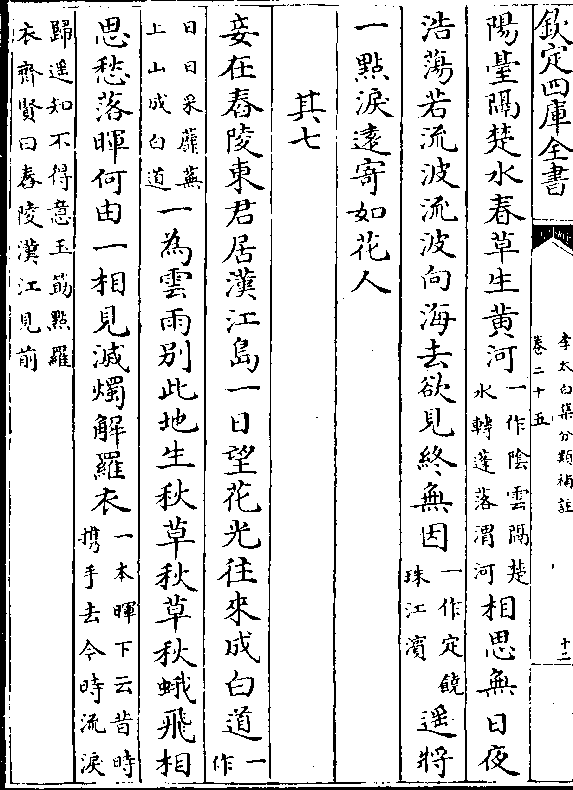 欽定四庫全書
李太白集分類補註
卷二十五
十二
陽臺隔楚水春草生黄河一作陰雲隔楚水轉蓬落渭河相思無日夜
浩蕩若流波流波向海去欲見終無因一作定饒珠江濵遥將
一點淚逺寄如花人
其七
妾在舂陵東君居漢江島一日望花光往來成白道一作
日日采蘼蕪上山成白道一為雲雨别此地生秋草秋草秋蛾飛相
思愁落暉何由一相見滅燭解羅衣一本暉下云昔時携手去今時流淚
歸遥知不得意玉筯㸃羅衣齊賢曰舂陵漢江見前